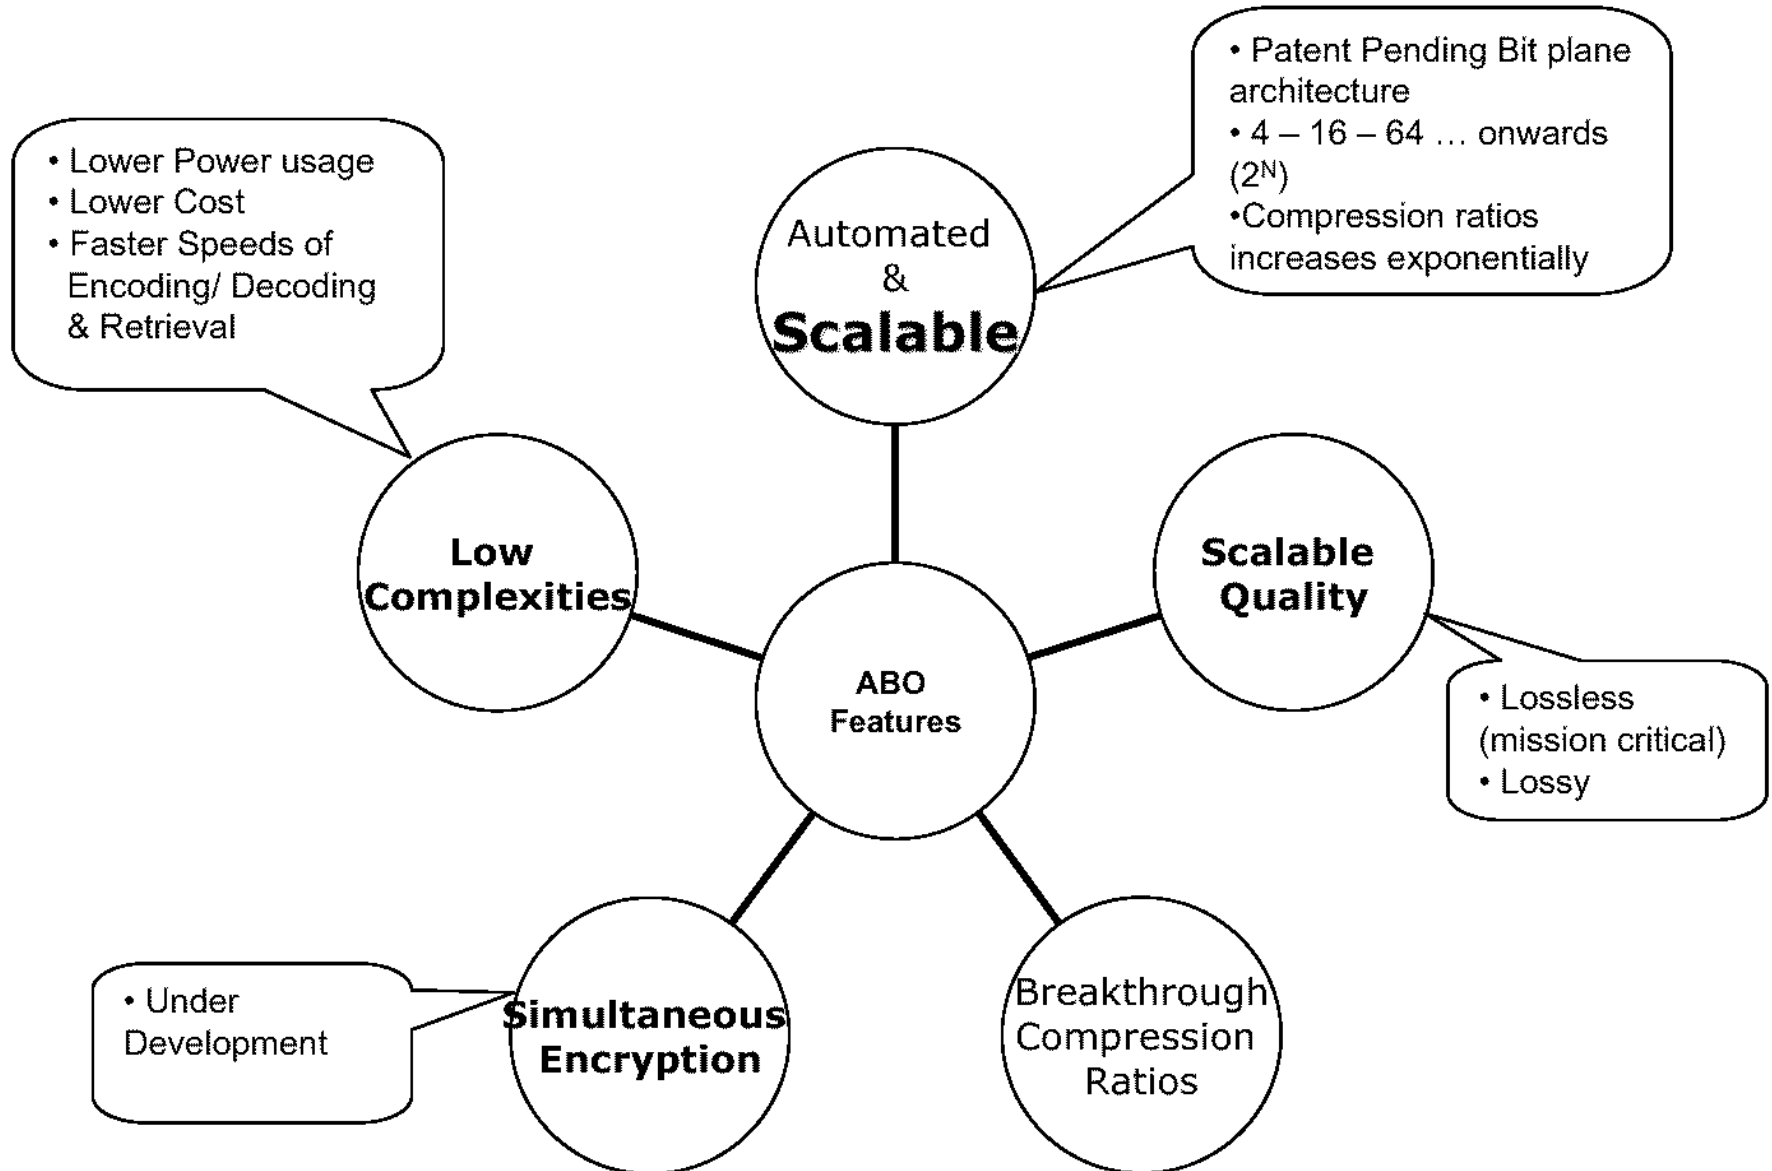 • Patent Pending Bit plane
architecture
• 4 – 16 – 64 … onwards
(2ᴺ)
•Compression ratios
increases exponentially
• Lower Power usage
• Lower Cost
• Faster Speeds of
Encoding/ Decoding
& Retrieval
Automated
&
Scalable
Low
Complexities
Scalable
Quality
ABO
Features
• Lossless
(mission critical)
• Lossy
• Under
Development
Simultaneous
Encryption
Breakthrough
Compression
Ratios